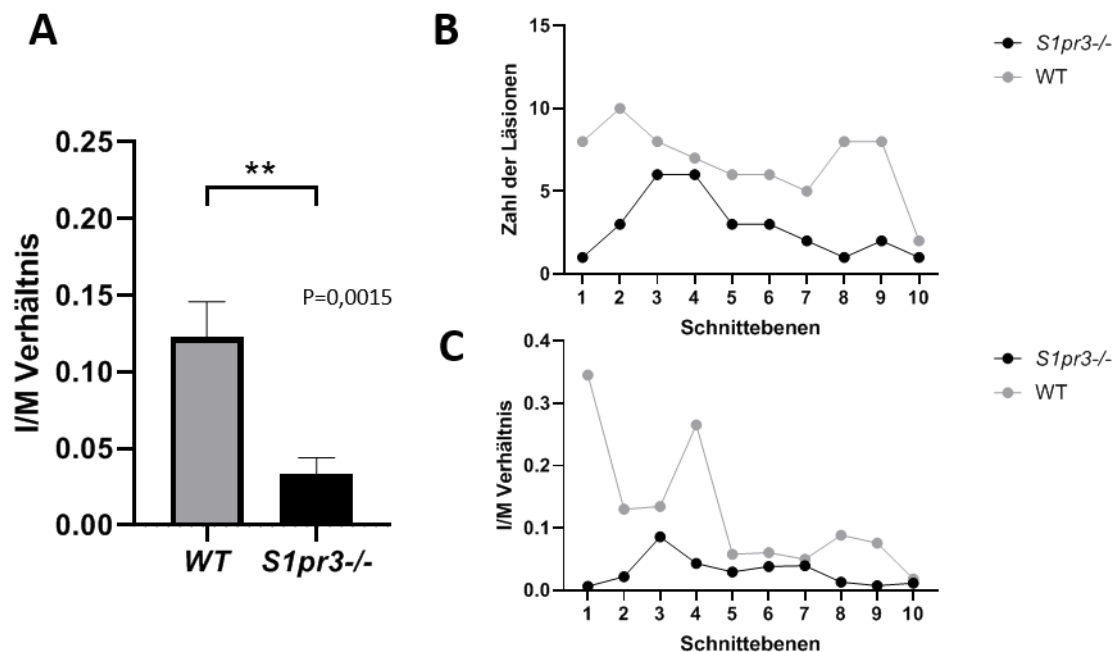 A
I/M Verhältnis
0.25
0.20
0.15
0.10
0.05
0.00
**
P=0,0015
WT S1pr3-/-
B
Zahl der Läsionen
15
10
5
0
1 2 3 4 5 6 7 8 9 10
Schnittebenen
S1pr3-/-
WT
C
I/M Verhältnis
0.4
0.3
0.2
0.1
0.0
1 2 3 4 5 6 7 8 9 10
Schnittebenen
S1pr3-/-
WT